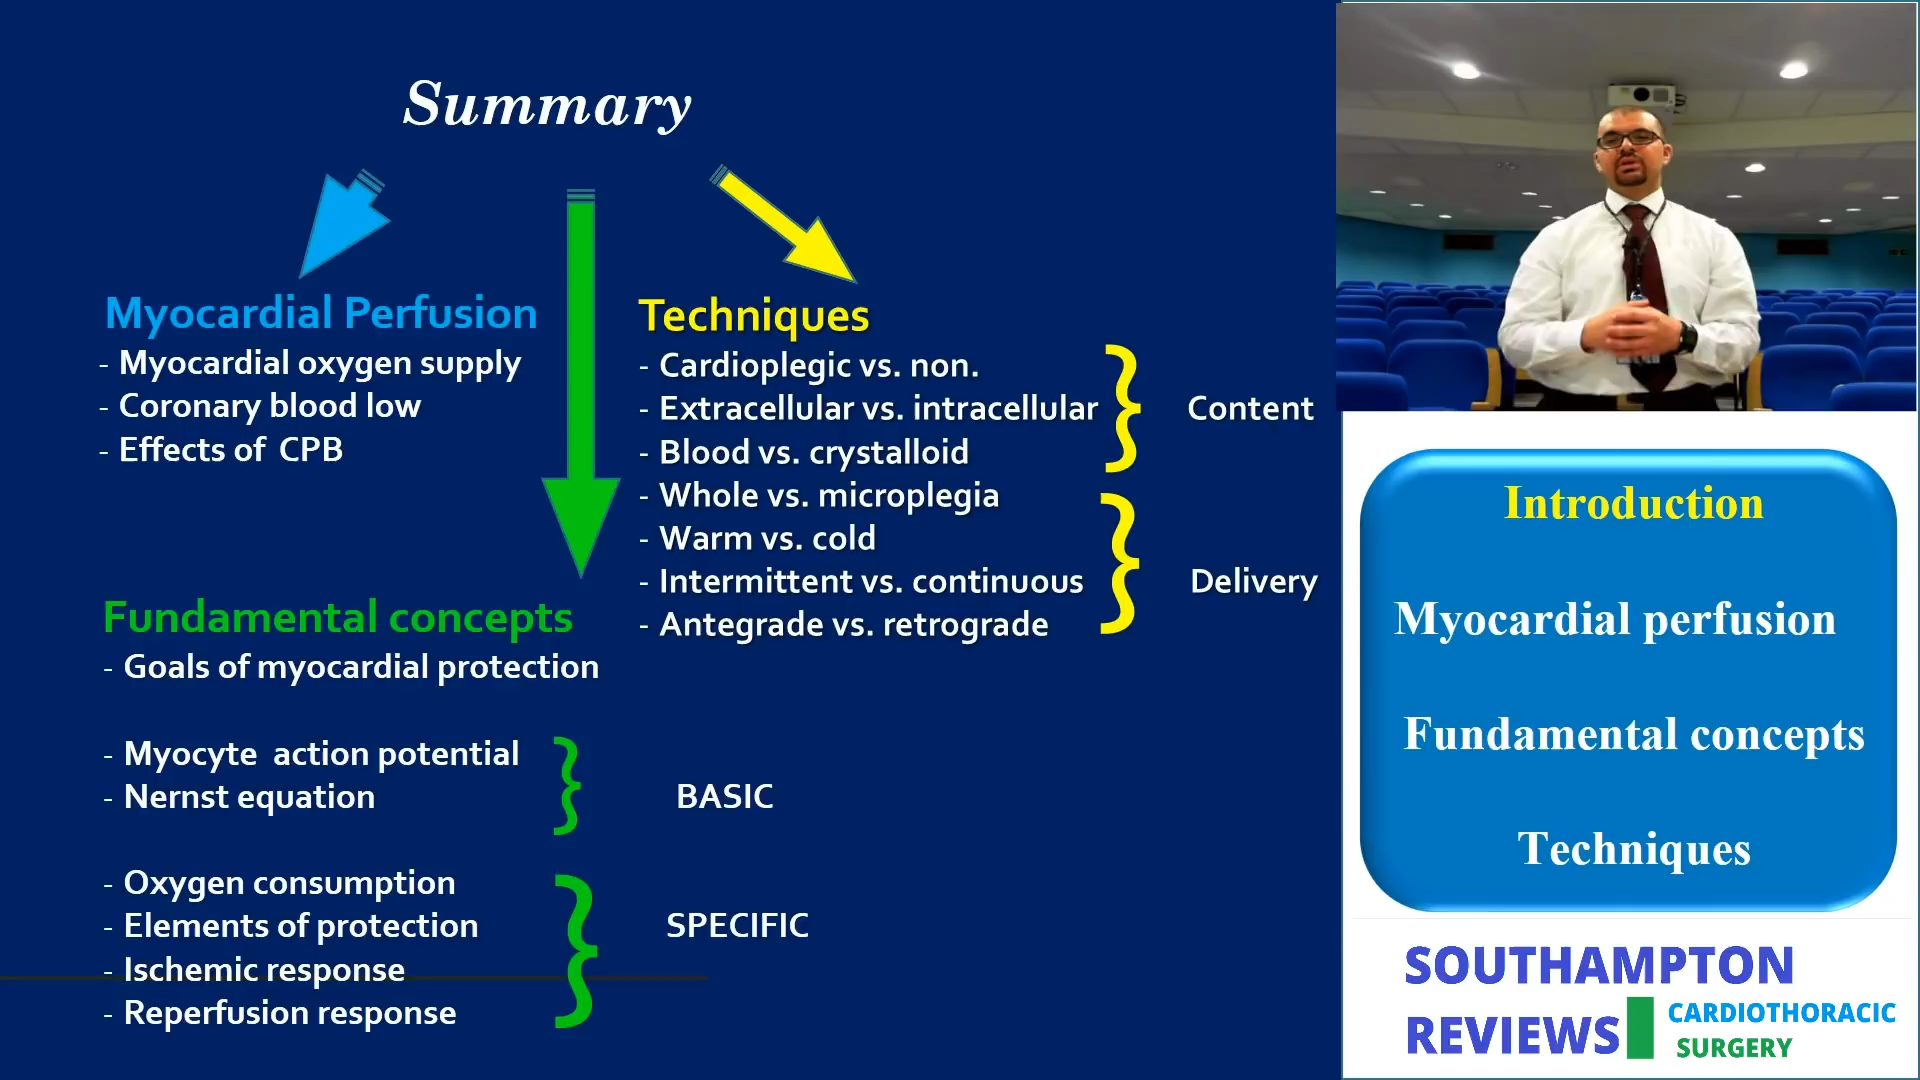 Summary
Myocardial Perfusion
- Myocardial oxygen supply
- Coronary blood low
- Effects of CPB
Fundamental concepts
- Goals of myocardial protection
- Myocyte action potential
- Nernst equation
BASIC
- Oxygen consumption
- Elements of protection
- Ischemic response
- Reperfusion response
SPECIFIC
Techniques
- Cardioplegic vs. non.
- Extracellular vs. intracellular
- Blood vs. crystalloid
Content
- Whole vs. microplegia
- Warm vs. cold
- Intermittent vs. continuous
- Antegrade vs. retrograde
Delivery
Introduction
Myocardial perfusion
Fundamental concepts
Techniques
SOUTHAMPTON
REVIEWS
CARDIOTHORACIC
SURGERY